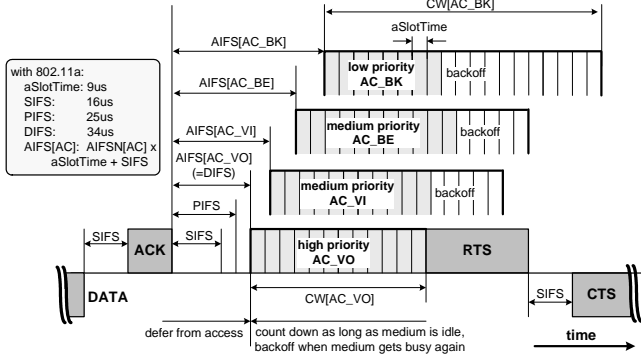 CW[AC_BK]
aSlotTime
AIFS[AC_BK]
low priority
AC_BK
backoff
with 802.11a:
aSlotTime: 9us
SIFS: 16us
PIFS: 25us
DIFS: 34us
AIFS[AC]: AIFSN[AC] x
aSlotTime + SIFS
AIFS[AC_BE]
medium priority
AC_BE
backoff
AIFS[AC_VI]
AIFS[AC_VO]
(=DIFS)
medium priority
AC_VI
backoff
PIFS
SIFS
ACK
SIFS
high priority
AC_VO
RTS
DATA
CW[AC_VO]
SIFS
CTS
defer from access
count down as long as medium is idle,
backoff when medium gets busy again
time